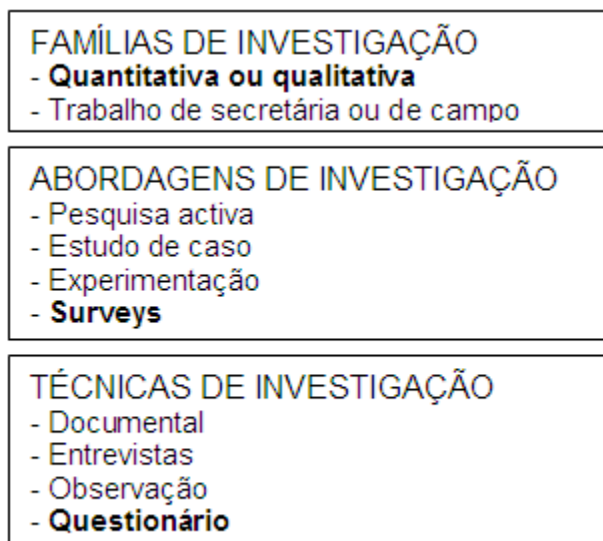 FAMÍLIAS DE INVESTIGAÇÃO
- Quantitativa ou qualitativa
- Trabalho de secretária ou de campo
ABORDAGENS DE INVESTIGAÇÃO
- Pesquisa activa
- Estudo de caso
- Experimentação
- Surveys
TÉCNICAS DE INVESTIGAÇÃO
- Documental
- Entrevistas
- Observação
- Questionário